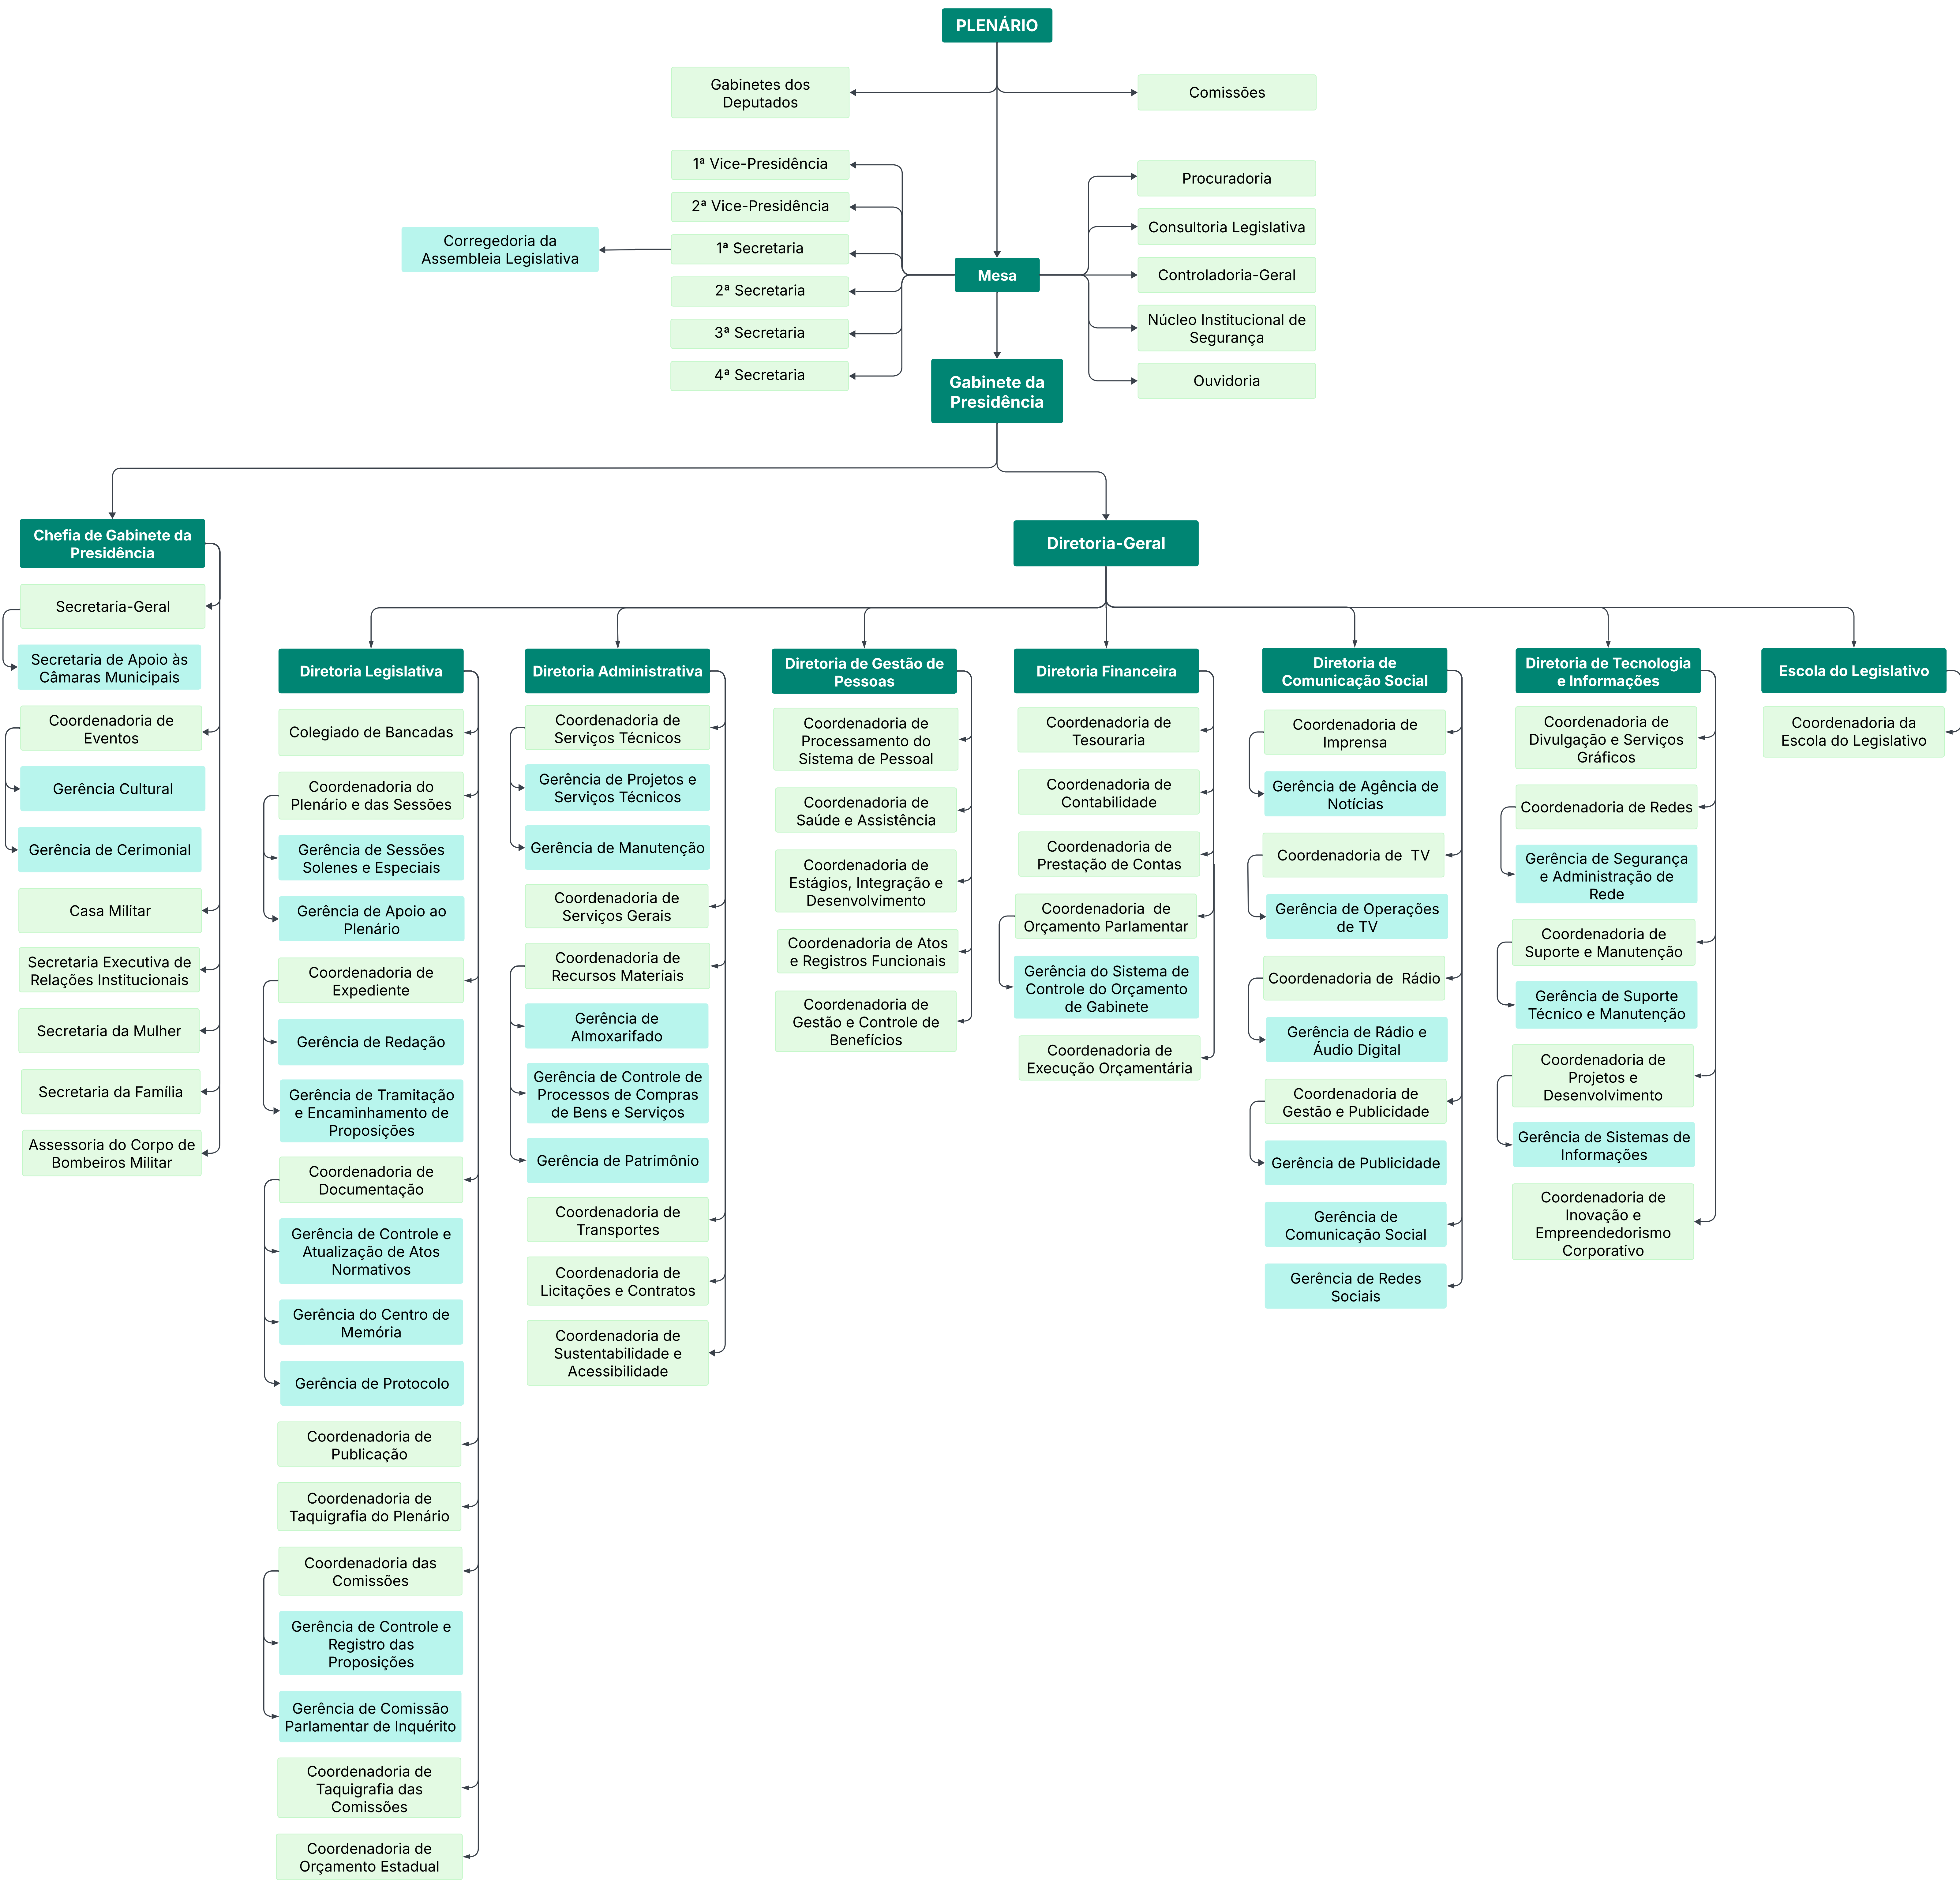 PLENÁRIO
Gabinetes dos
Deputados
Comissões
1ª Vice-Presidência
2ª Vice-Presidência
1ª Secretaria
2ª Secretaria
3ª Secretaria
4ª Secretaria
Corregedoria da
Assembleia Legislativa
Mesa
Procuradoria
Consultoria Legislativa
Controladoria-Geral
Núcleo Institucional de
Segurança
Ouvidoria
Gabinete da
Presidência
Chefia de Gabinete da
Presidência
Secretaria-Geral
Secretaria de Apoio às
Câmaras Municipais
Coordenadoria de
Eventos
Gerência Cultural
Gerência de Cerimonial
Casa Militar
Secretaria Executiva de
Relações Institucionais
Secretaria da Mulher
Secretaria da Família
Assessoria do Corpo de
Bombeiros Militar
Diretoria-Geral
Diretoria Legislativa
Colegiado de Bancadas
Coordenadoria do
Plenário e das Sessões
Gerência de Sessões
Solenes e Especiais
Gerência de Apoio ao
Plenário
Coordenadoria de
Expediente
Gerência de Redação
Gerência de Tramitação
e Encaminhamento de
Proposições
Coordenadoria de
Documentação
Gerência de Controle e
Atualização de Atos
Normativos
Gerência do Centro de
Memória
Gerência de Protocolo
Coordenadoria de
Publicação
Coordenadoria de
Taquigrafia do Plenário
Coordenadoria das
Comissões
Gerência de Controle e
Registro das
Proposições
Gerência de Comissão
Parlamentar de Inquérito
Coordenadoria de
Taquigrafia das
Comissões
Coordenadoria de
Orçamento Estadual
Diretoria Administrativa
Coordenadoria de
Serviços Técnicos
Gerência de Projetos e
Serviços Técnicos
Gerência de Manutenção
Coordenadoria de
Serviços Gerais
Coordenadoria de
Recursos Materiais
Gerência de
Almoxarifado
Gerência de Controle de
Processos de Compras
de Bens e Serviços
Gerência de Patrimônio
Coordenadoria de
Transportes
Coordenadoria de
Licitações e Contratos
Coordenadoria de
Sustentabilidade e
Acessibilidade
Diretoria de Gestão de
Pessoas
Coordenadoria de
Processamento do
Sistema de Pessoal
Coordenadoria de
Saúde e Assistência
Coordenadoria de
Estágios, Integração e
Desenvolvimento
Coordenadoria de Atos
e Registros Funcionais
Coordenadoria de
Gestão e Controle de
Benefícios
Diretoria Financeira
Coordenadoria de
Tesouraria
Coordenadoria de
Contabilidade
Coordenadoria de
Prestação de Contas
Coordenadoria de
Orçamento Parlamentar
Gerência do Sistema de
Controle do Orçamento
de Gabinete
Coordenadoria de
Execução Orçamentária
Diretoria de
Comunicação Social
Coordenadoria de
Imprensa
Gerência de Agência de
Notícias
Coordenadoria de TV
Gerência de Operações
de TV
Coordenadoria de Rádio
Gerência de Rádio e
Áudio Digital
Coordenadoria de
Gestão e Publicidade
Gerência de Publicidade
Gerência de
Comunicação Social
Gerência de Redes
Sociais
Diretoria de Tecnologia
e Informações
Coordenadoria de
Divulgação e Serviços
Gráficos
Coordenadoria de Redes
Gerência de Segurança
e Administração de
Rede
Coordenadoria de
Suporte e Manutenção
Gerência de Suporte
Técnico e Manutenção
Coordenadoria de
Projetos e
Desenvolvimento
Gerência de Sistemas de
Informações
Coordenadoria de
Inovação e
Empreendedorismo
Corporativo
Escola do Legislativo
Coordenadoria da
Escola do Legislativo